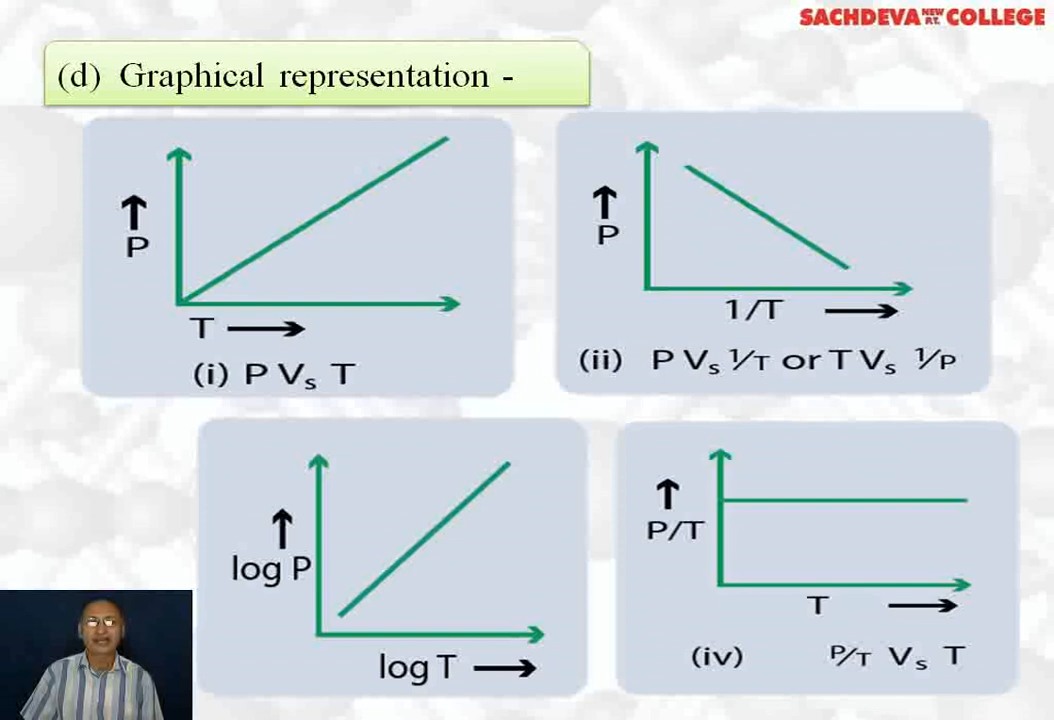 SACHDEVA NEW P.T. COLLEGE
(d) Graphical representation -
P
T
(i) P Vs T
P
1/T
(ii) P Vs 1/T or T Vs 1/P
log P
log T
P/T
T
(iv) P/T Vs T